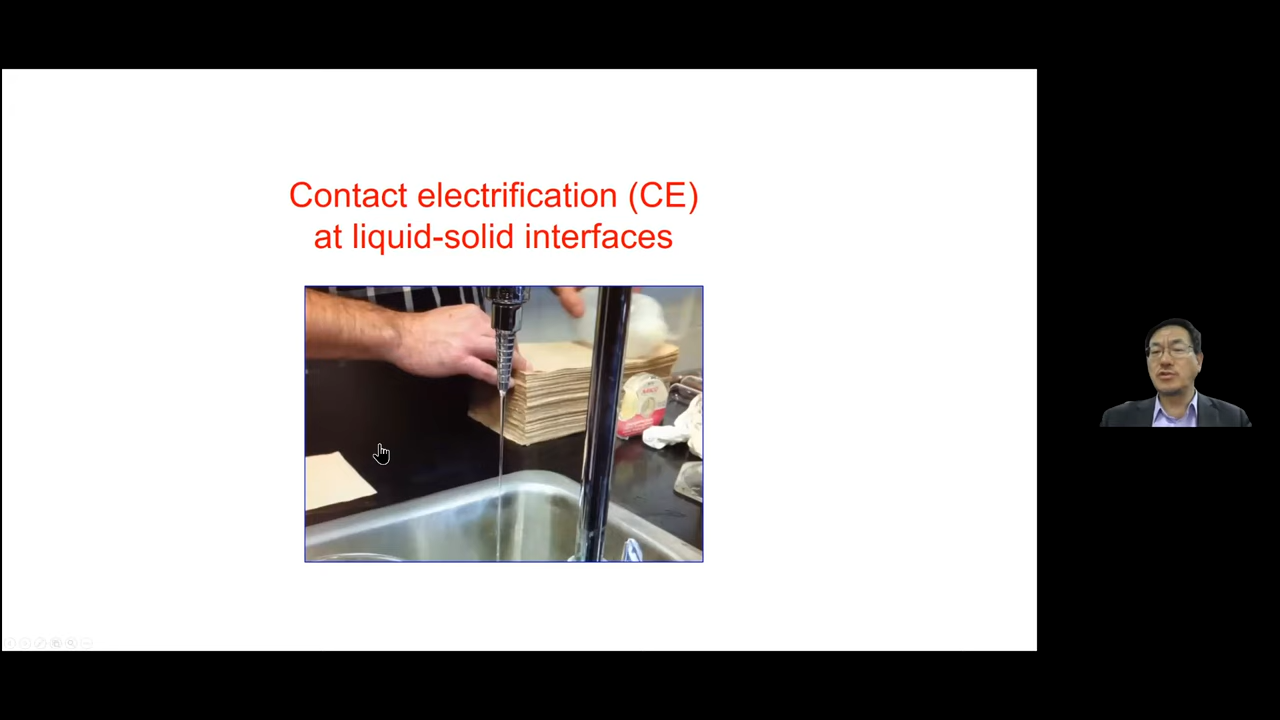 Contact electrification (CE)
at liquid-solid interfaces